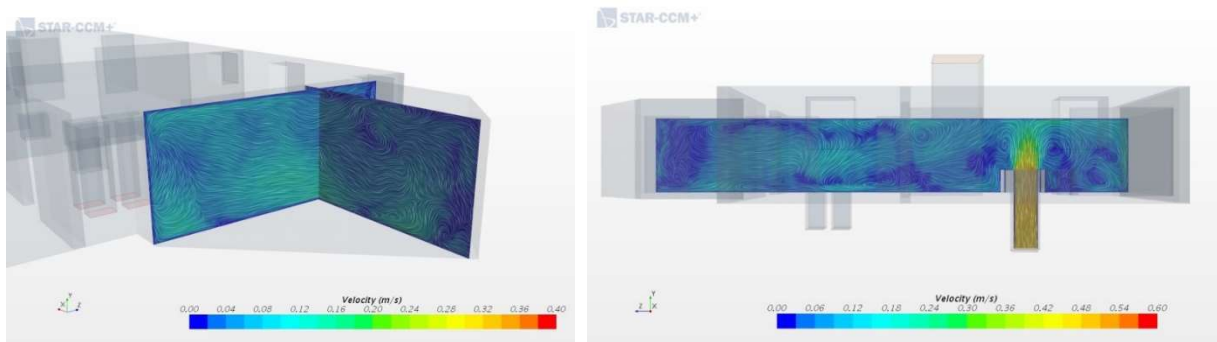 STAR-CCM+
Y
X
Z
Velocity (m/s)
0.00 0.04 0.08 0.12 0.16 0.20 0.24 0.28 0.32 0.36 0.40
STAR-CCM+
Y
Z
X
Velocity (m/s)
0.00 0.06 0.12 0.18 0.24 0.30 0.36 0.42 0.48 0.54 0.60